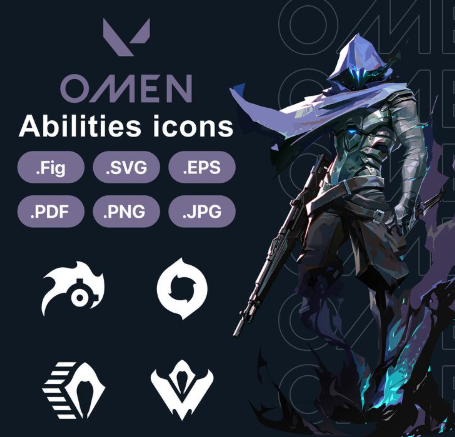 OMEN
Abilities icons
.Fig .SVG .EPS
.PDF .PNG .JPG